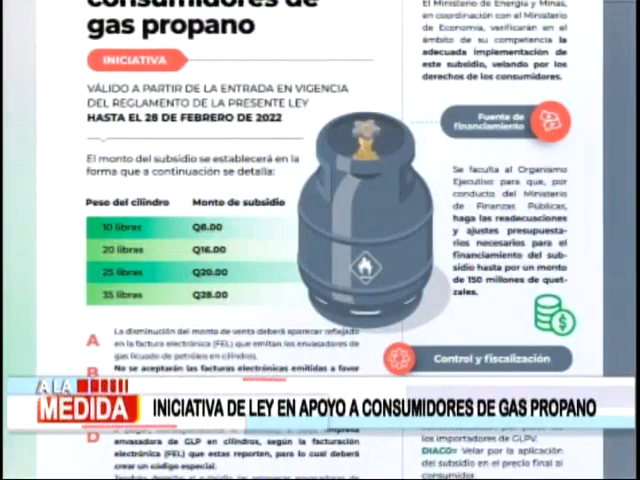 consumidores de
gas propano
INICIATIVA
VÁLIDO A PARTIR DE LA ENTRADA EN VIGENCIA
DEL REGLAMENTO DE LA PRESENTE LEY
HASTA EL 28 DE FEBRERO DE 2022
El monto del subsidio se establecerá en la
forma que a continuación se detalla:
Peso del cilindro Monto de subsidio
10 libras Q8.00
20 libras Q16.00
25 libras Q20.00
35 libras Q28.00
A
La disminución del monto de venta deberá aparecer reflejado
en la factura electrónica (FEL) que emitan los envasadores de
gas licuado de petróleo en cilindros.
B
No se aceptarán las facturas electrónicas emitidas a favor
D
envasadora de GLP en cilindros, según la facturación
electrónica (FEL) que estas reporten, para lo cual deberá
crear un código especial.
El Ministerio de Energía y Minas,
en coordinación con el Ministerio
de Economía, verificarán en el
ámbito de su competencia la
adecuada implementación de
este subsidio, velando por los
derechos de los consumidores.
Fuente de
financiamiento
Se faculta al Organismo
Ejecutivo para que, por
conducto del Ministerio
de Finanzas Públicas,
haga las readecuaciones
y ajustes presupuesta-
rios necesarios para el
financiamiento del sub-
sidio hasta por un monto
de 150 millones de quet-
zales.
Control y fiscalización
los importadores de GLPV.
DIACO= Velar por la aplicación
del subsidio en el precio final al
consumidor
A LA
MEDIDA
INICIATIVA DE LEY EN APOYO A CONSUMIDORES DE GAS PROPANO